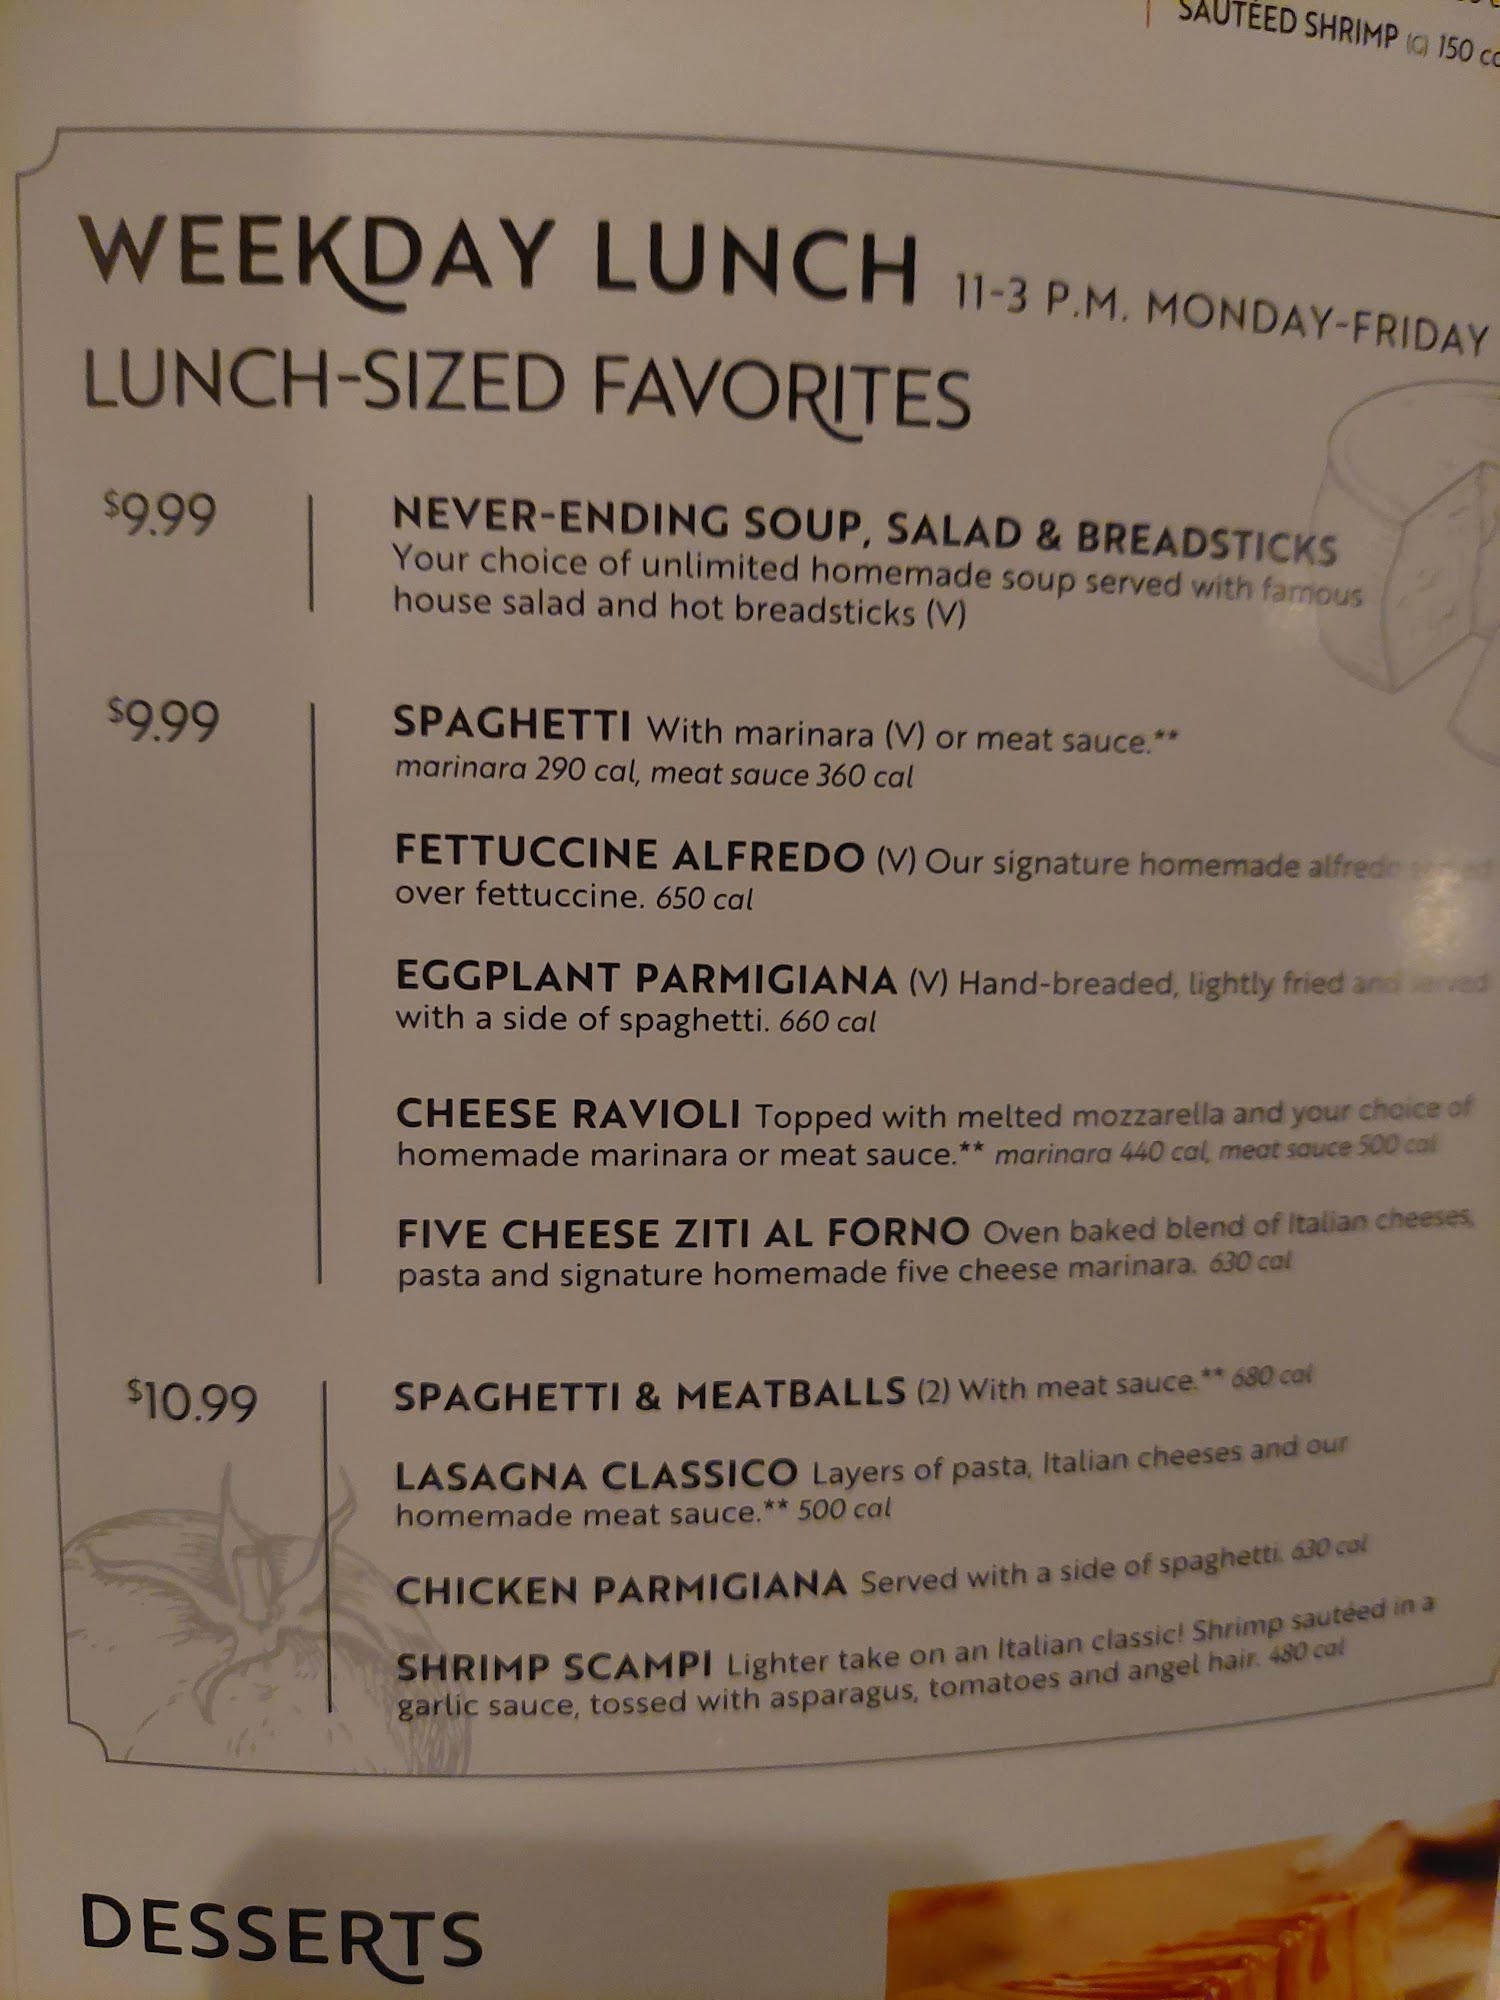 SAUTÉED SHRIMP (C) 150
WEEKDAY LUNCH 11-3 P.M. MONDAY-FRIDAY
LUNCH-SIZED FAVORITES
$9.99
NEVER-ENDING SOUP, SALAD & BREADSTICKS
Your choice of unlimited homemade soup served with famous
house salad and hot breadsticks (V)
$9.99
SPAGHETTI With marinara (V) or meat sauce.**
marinara 290 cal, meat sauce 360 cal
FETTUCCINE ALFREDO (V) Our signature homemade alfredo served
over fettuccine. 650 cal
EGGPLANT PARMIGIANA (V) Hand-breaded, lightly fried and served
with a side of spaghetti. 660 cal
CHEESE RAVIOLI Topped with melted mozzarella and your choice of
homemade marinara or meat sauce.** marinara 440 cal, meat sauce 500 cal
FIVE CHEESE ZITI AL FORNO Oven baked blend of Italian cheeses,
pasta and signature homemade five cheese marinara. 630 cal
$10.99
SPAGHETTI & MEATBALLS (2) With meat sauce.** 680 cal
LASAGNA CLASSICO Layers of pasta, Italian cheeses and our
homemade meat sauce.** 500 cal
CHICKEN PARMIGIANA Served with a side of spaghetti. 630 cal
SHRIMP SCAMPI Lighter take on an Italian classic! Shrimp sautéed in a
garlic sauce, tossed with asparagus, tomatoes and angel hair. 480 cal
DESSERTS